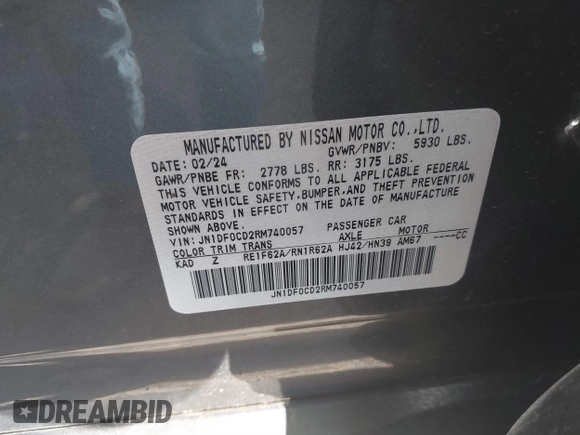 MANUFACTURED BY NISSAN MOTOR CO.,LTD.
DATE: 02/24 GVWR/PNBV: 5930 LBS.
GAWR/PNBE FR: 2778 LBS. RR: 3175 LBS.
THIS VEHICLE CONFORMS TO ALL APPLICABLE FEDERAL
MOTOR VEHICLE SAFETY,BUMPER,AND THEFT PREVENTION
STANDARDS IN EFFECT ON THE DATE OF MANUFACTURE
SHOWN ABOVE.
VIN: JN1DF0CD2RM740057 PASSENGER CAR
COLOR TRIM TRANS AXLE MOTOR
KAD Z RE1F62A/RN1R62A HJ42/HN39 AM67 ----CC
JN1DF0CD2RM740057
DREAMBID